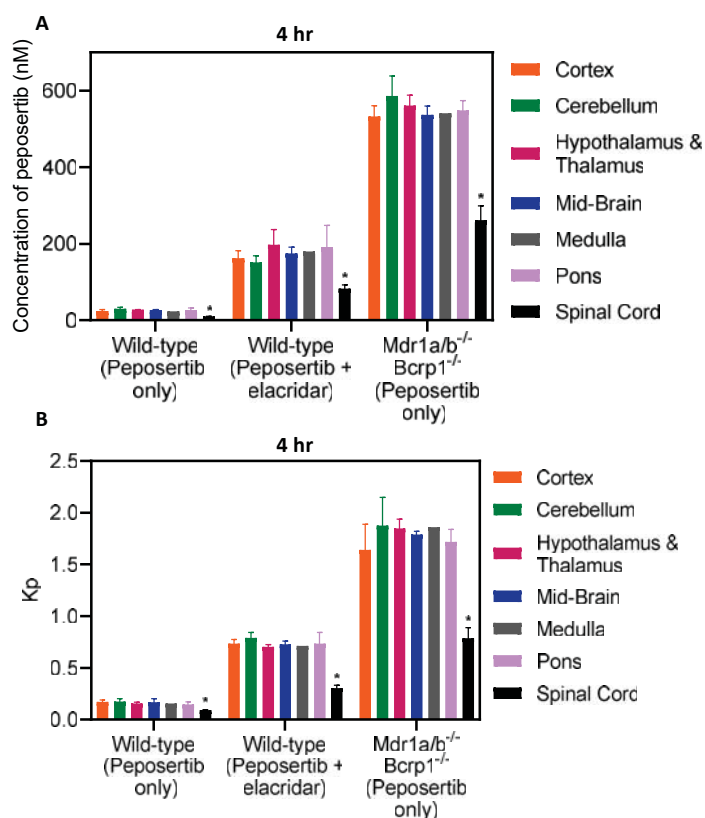 A
4 hr
Concentration of peposertib (nM)
600
400
200
0
*
*
*
Wild-type
(Peposertib
only)
Wild-type
(Peposertib +
elacridar)
Mdr1a/b-/-
Bcrp1-/-
(Peposertib
only)
Cortex
Cerebellum
Hypothalamus &
Thalamus
Mid-Brain
Medulla
Pons
Spinal Cord
B
4 hr
Kp
2.5
2.0
1.5
1.0
0.5
0.0
*
*
*
Wild-type
(Peposertib
only)
Wild-type
(Peposertib +
elacridar)
Mdr1a/b-/-
Bcrp1-/-
(Peposertib
only)
Cortex
Cerebellum
Hypothalamus &
Thalamus
Mid-Brain
Medulla
Pons
Spinal Cord